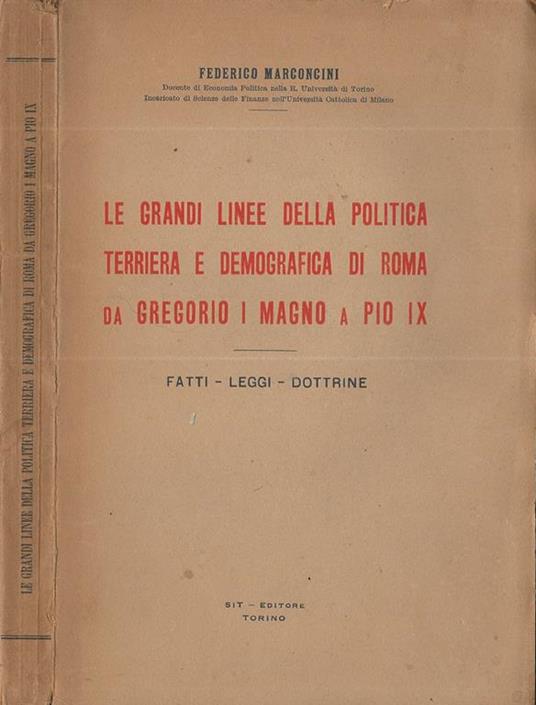 LE GRANDI LINEE DELLA POLITICA TERRIERA E DEMOGRAFICA DI ROMA DA GREGORIO I MAGNO A PIO IX
FEDERICO MARCONCINI
Docente di Economia Politica nella R. Università di Torino
Incaricato di Scienze delle Finanze nell'Università Cattolica di Milano
LE GRANDI LINEE DELLA POLITICA
TERRIERA E DEMOGRAFICA DI ROMA
DA GREGORIO I MAGNO A PIO IX
FATTI - LEGGI - DOTTRINE
SIT - EDITORE
TORINO